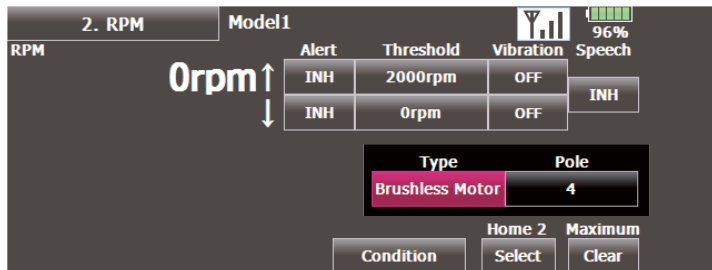 2. RPM Model1 96%
RPM Alert Threshold Vibration Speech
0rpm↑ INH 2000rpm OFF INH
↓ INH 0rpm OFF
Type Pole
Brushless Motor 4
Home 2 Maximum
Condition Select Clear